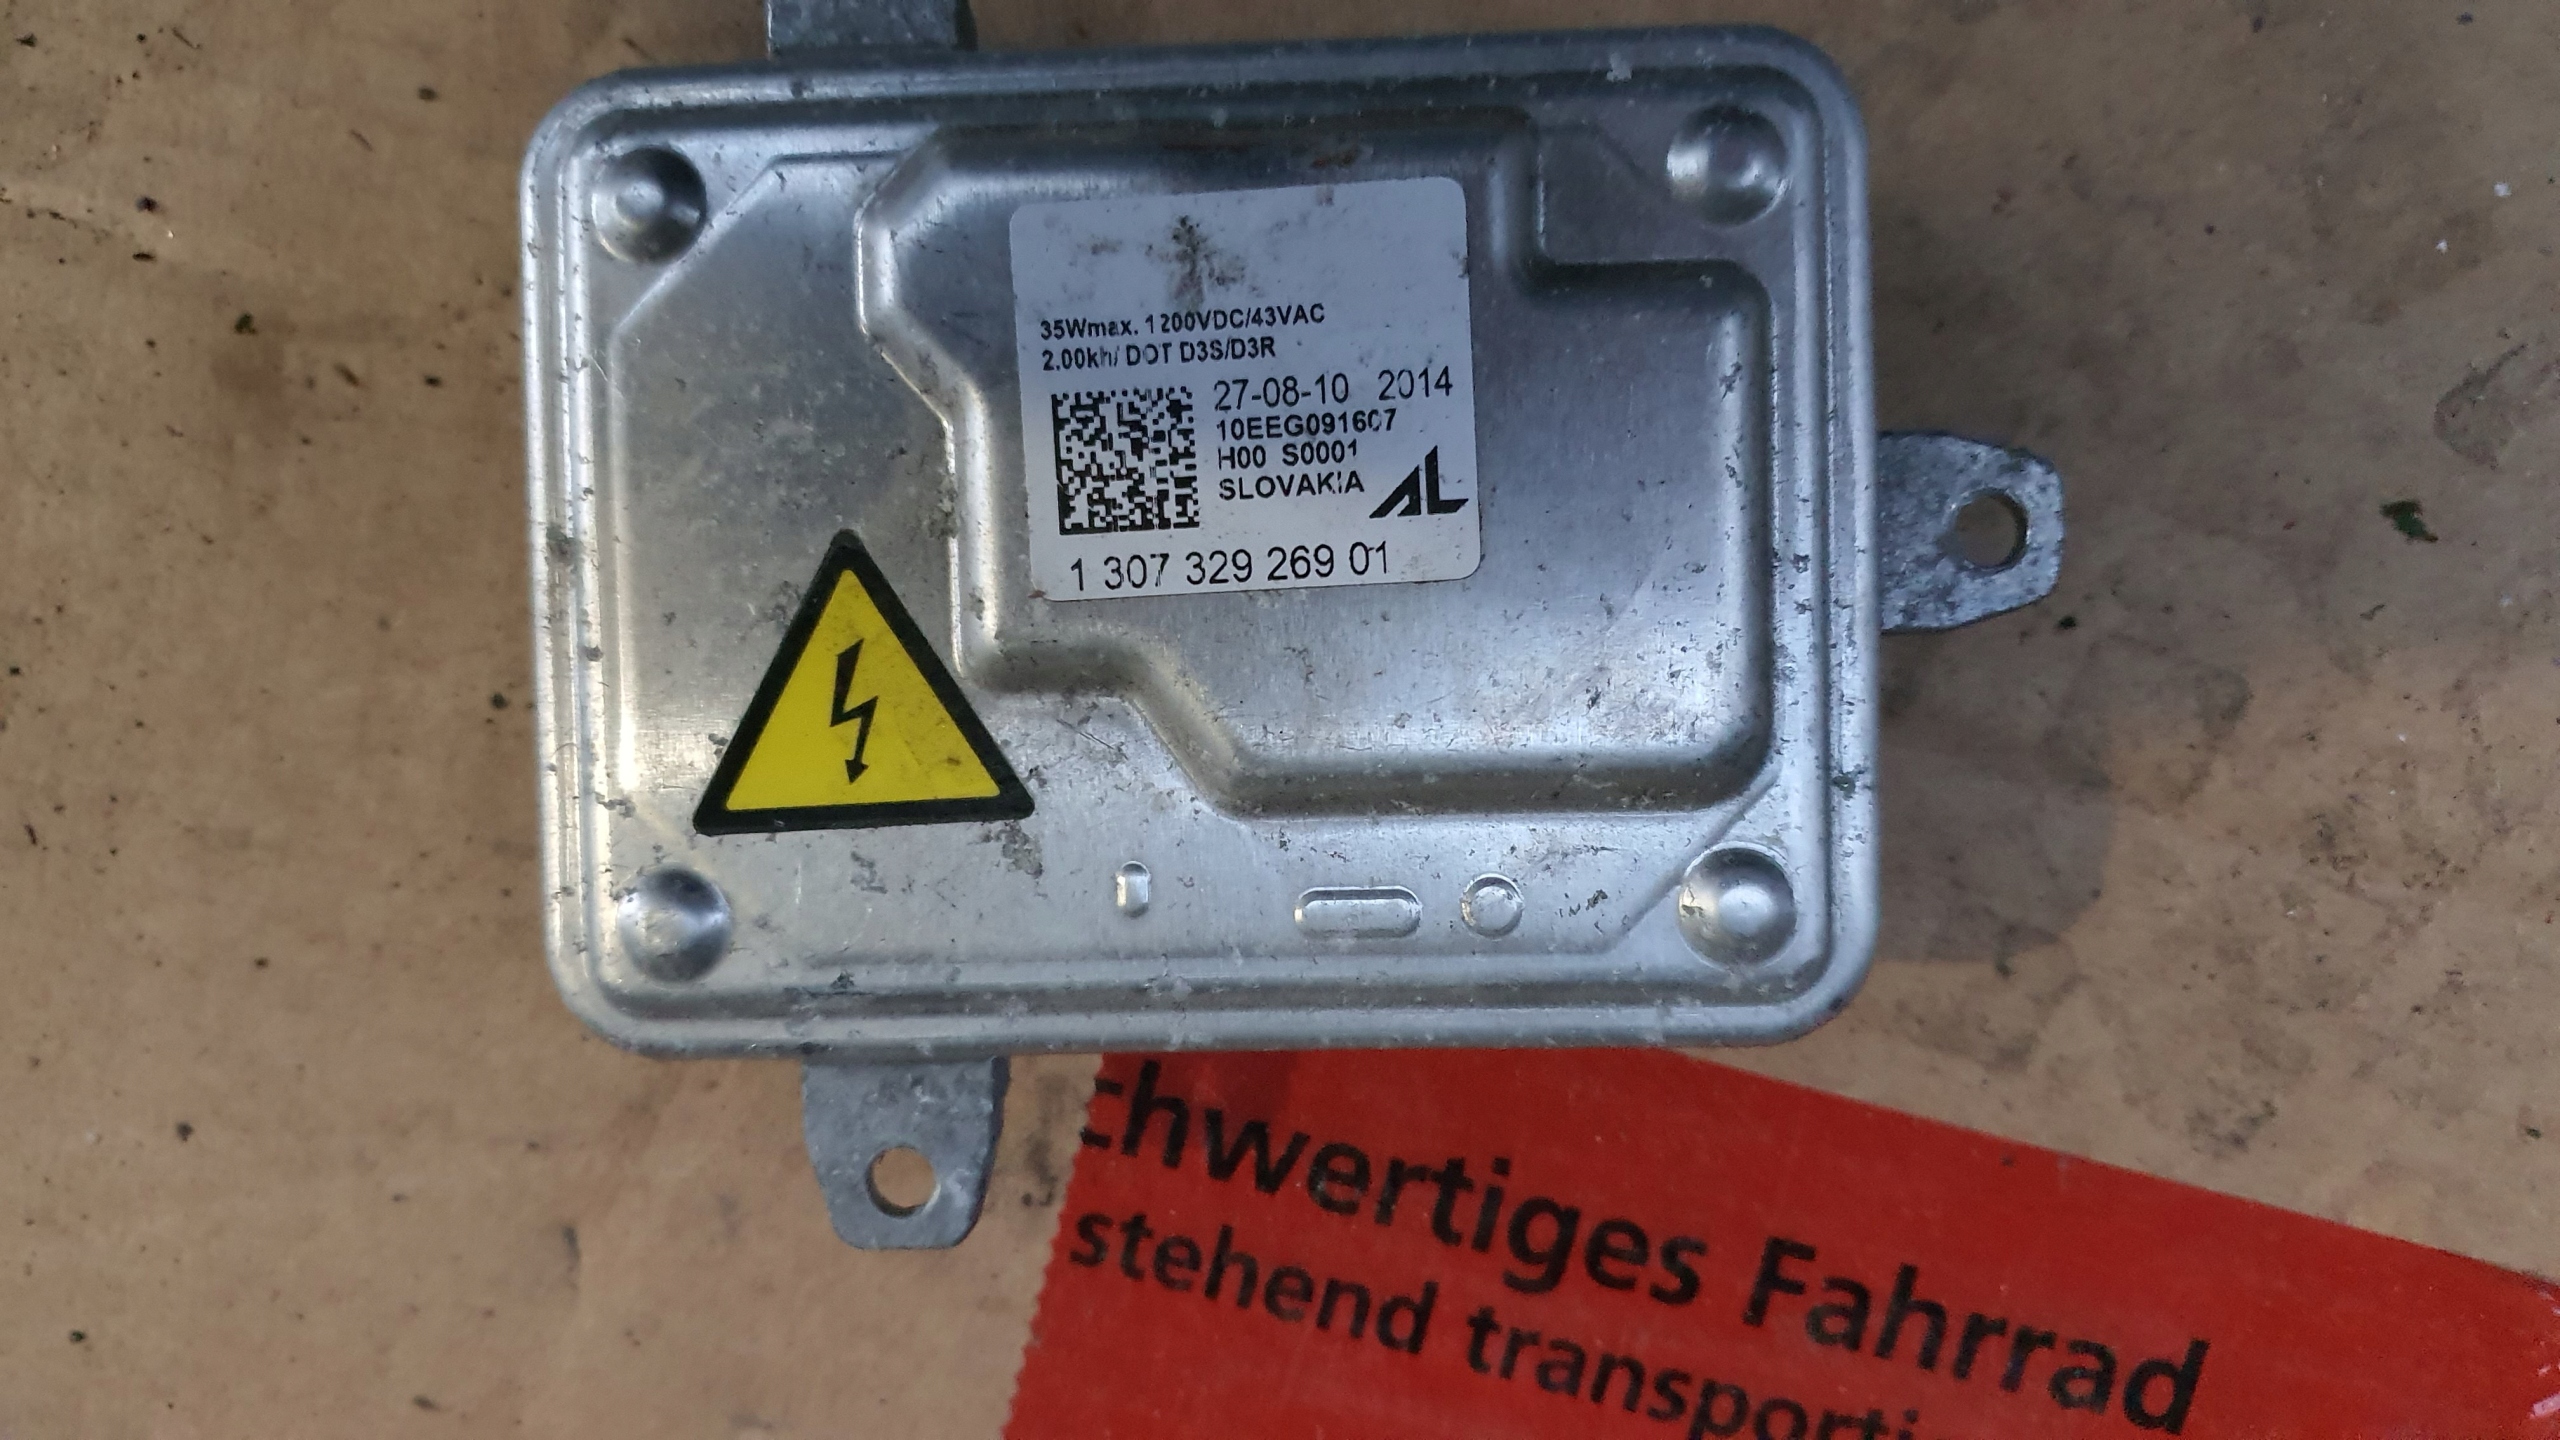 35Wmax. 1200VDC/43VAC
2.00kh/ DOT D3S/D3R
27-08-10 2014
10EEG091607
H00 S0001
SLOVAKIA AL
1 307 329 269 01
chwertiges Fahrrad
stehend transporti